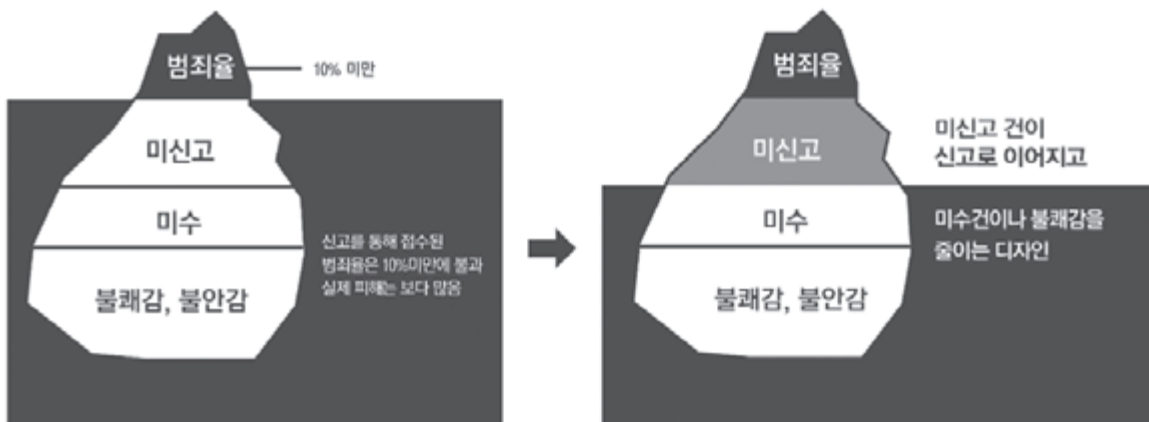 범죄율
10% 미만
미신고
미수
불쾌감, 불안감
신고를 통해 접수된
범죄율은 10%미만에 불과
실제 피해는 보다 많음
범죄율
미신고
미수
불쾌감, 불안감
미신고 건이
신고로 이어지고
미수건이나 불쾌감을
줄이는 디자인